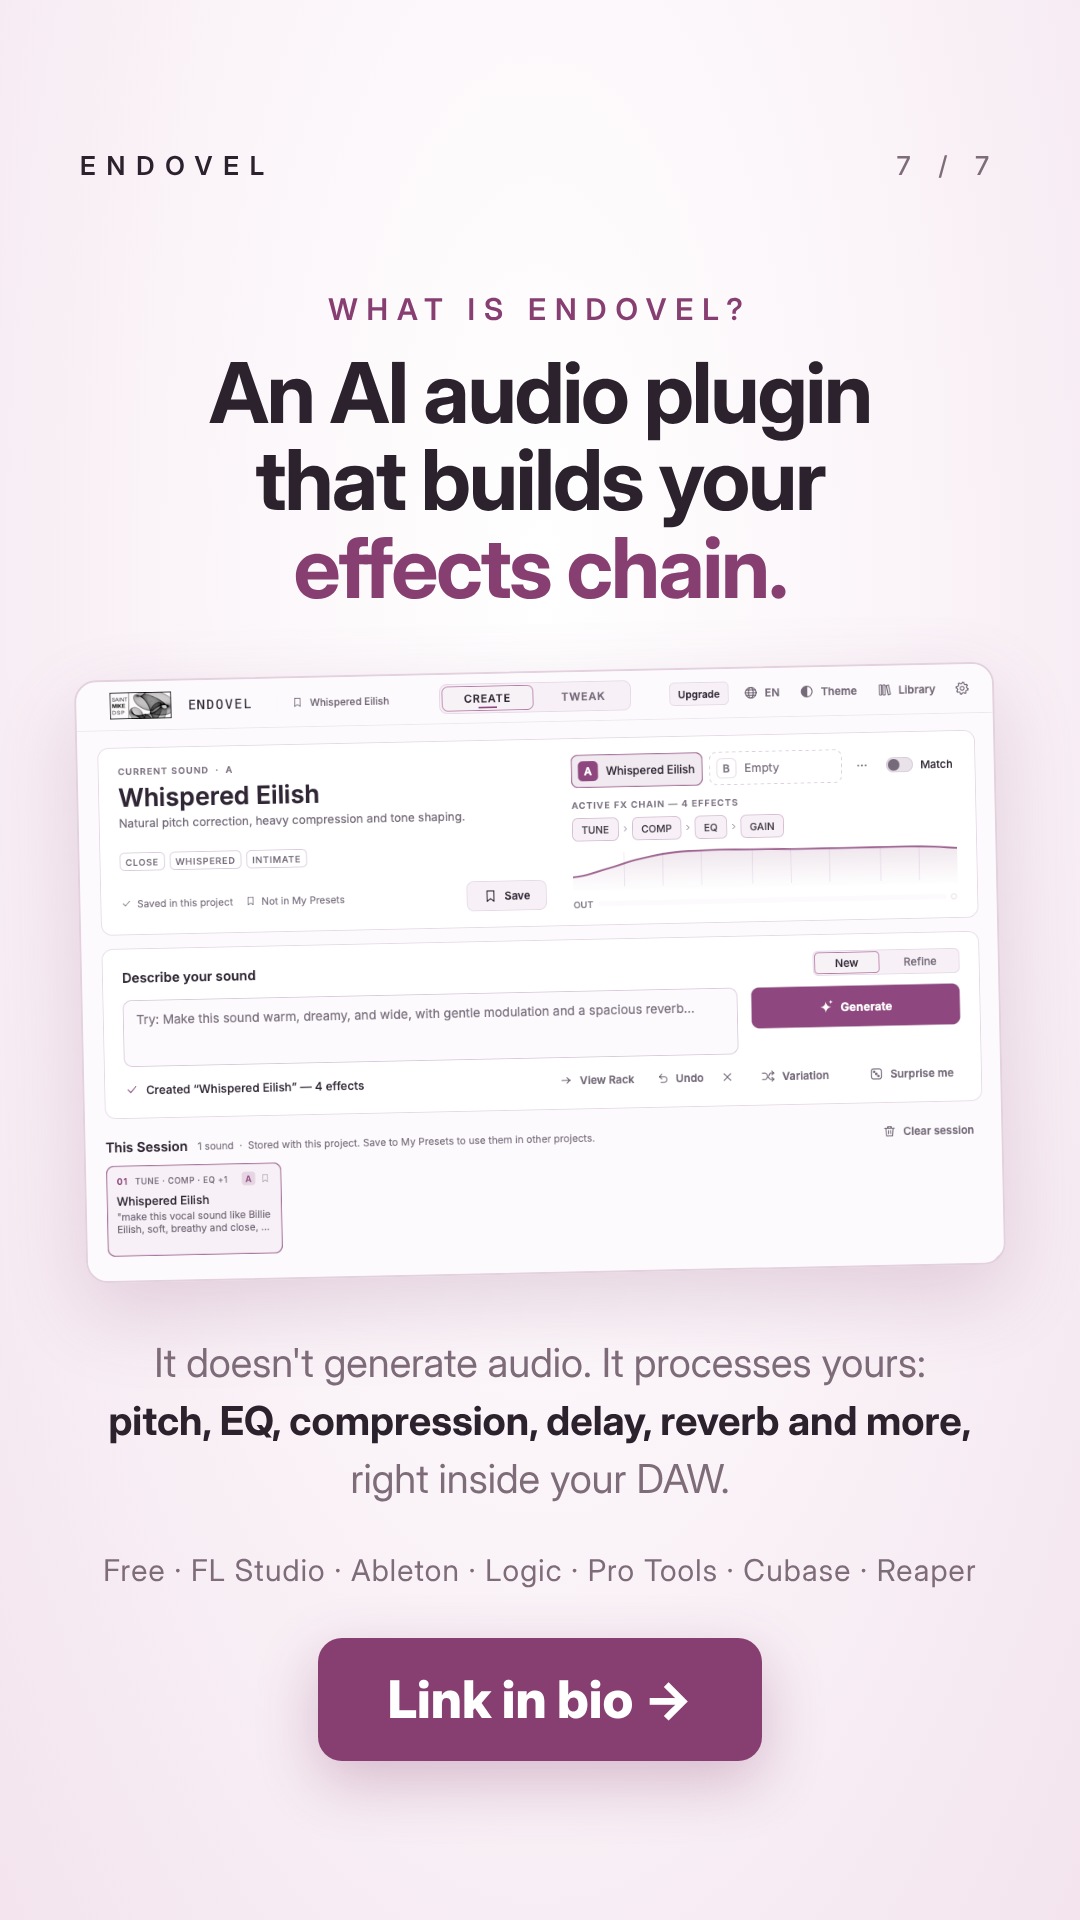 ENDOVEL
7 / 7
WHAT IS ENDOVEL?
An AI audio plugin
that builds your
effects chain.
SAINT
MIKE
DSP
ENDOVEL
Whispered Eilish
CREATE
TWEAK
Upgrade
EN
Theme
Library
CURRENT SOUND · A
Whispered Eilish
Natural pitch correction, heavy compression and tone shaping.
CLOSE
WHISPERED
INTIMATE
Saved in this project
Not in My Presets
Save
A Whispered Eilish
B Empty
...
Match
ACTIVE FX CHAIN — 4 EFFECTS
TUNE › COMP › EQ › GAIN
OUT
Describe your sound
New
Refine
Try: Make this sound warm, dreamy, and wide, with gentle modulation and a spacious reverb...
Generate
Created “Whispered Eilish” — 4 effects
→ View Rack
Undo
×
Variation
Surprise me
This Session
1 sound · Stored with this project. Save to My Presets to use them in other projects.
Clear session
01 TUNE · COMP · EQ +1 A
Whispered Eilish
"make this vocal sound like Billie
Eilish, soft, breathy and close, ...
It doesn't generate audio. It processes yours:
pitch, EQ, compression, delay, reverb and more,
right inside your DAW.
Free · FL Studio · Ableton · Logic · Pro Tools · Cubase · Reaper
Link in bio →